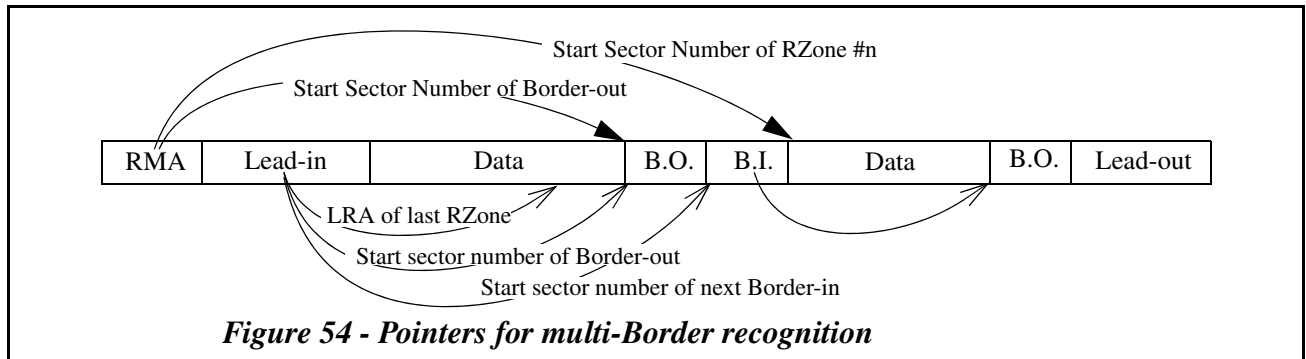 Start Sector Number of RZone #n
Start Sector Number of Border-out
RMA Lead-in Data B.O. B.I. Data B.O. Lead-out
LRA of last RZone
Start sector number of Border-out
Start sector number of next Border-in
Figure 54 - Pointers for multi-Border recognition